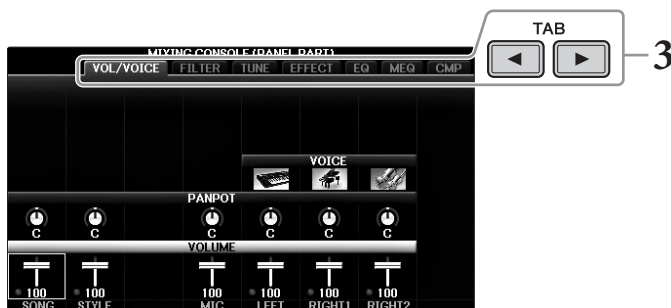 TAB
3
MIXING CONSOLE (PANEL PART)
VOL/VOICE FILTER TUNE EFFECT EQ MEQ CMP
VOICE
PANPOT
C C C C C C
VOLUME
100 100 100 100 100 100
SONG STYLE MIC LEFT RIGHT1 RIGHT2